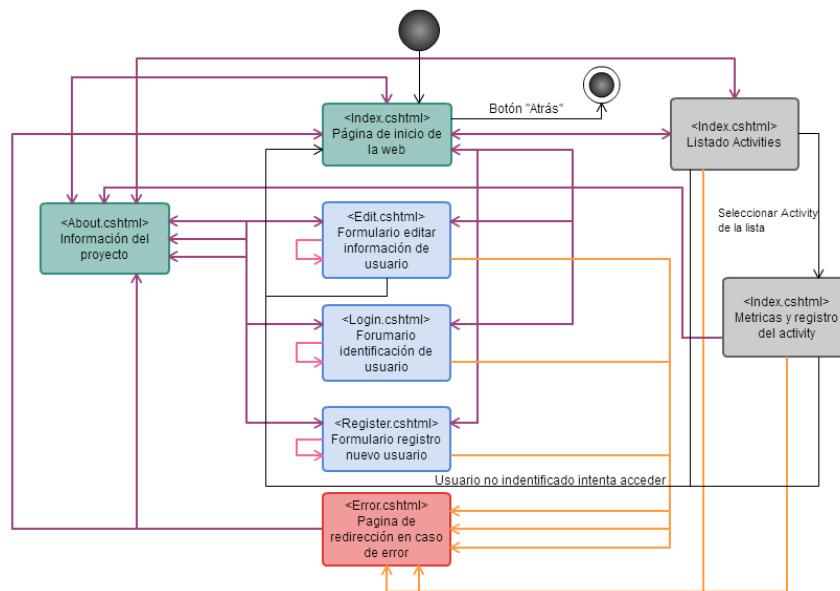 Botón "Atrás"
<Index.cshtml>
Página de inicio de
la web
<Index.cshtml>
Listado Activities
<About.cshtml>
Información del
proyecto
<Edit.cshtml>
Formulario editar
información de
usuario
Seleccionar Activity
de la lista
<Index.cshtml>
Metricas y registro
del activity
<Login.cshtml>
Forumario
identificación de
usuario
<Register.cshtml>
Formulario registro
nuevo usuario
Usuario no indentificado intenta acceder
<Error.cshtml>
Pagina de
redirección en caso
de error